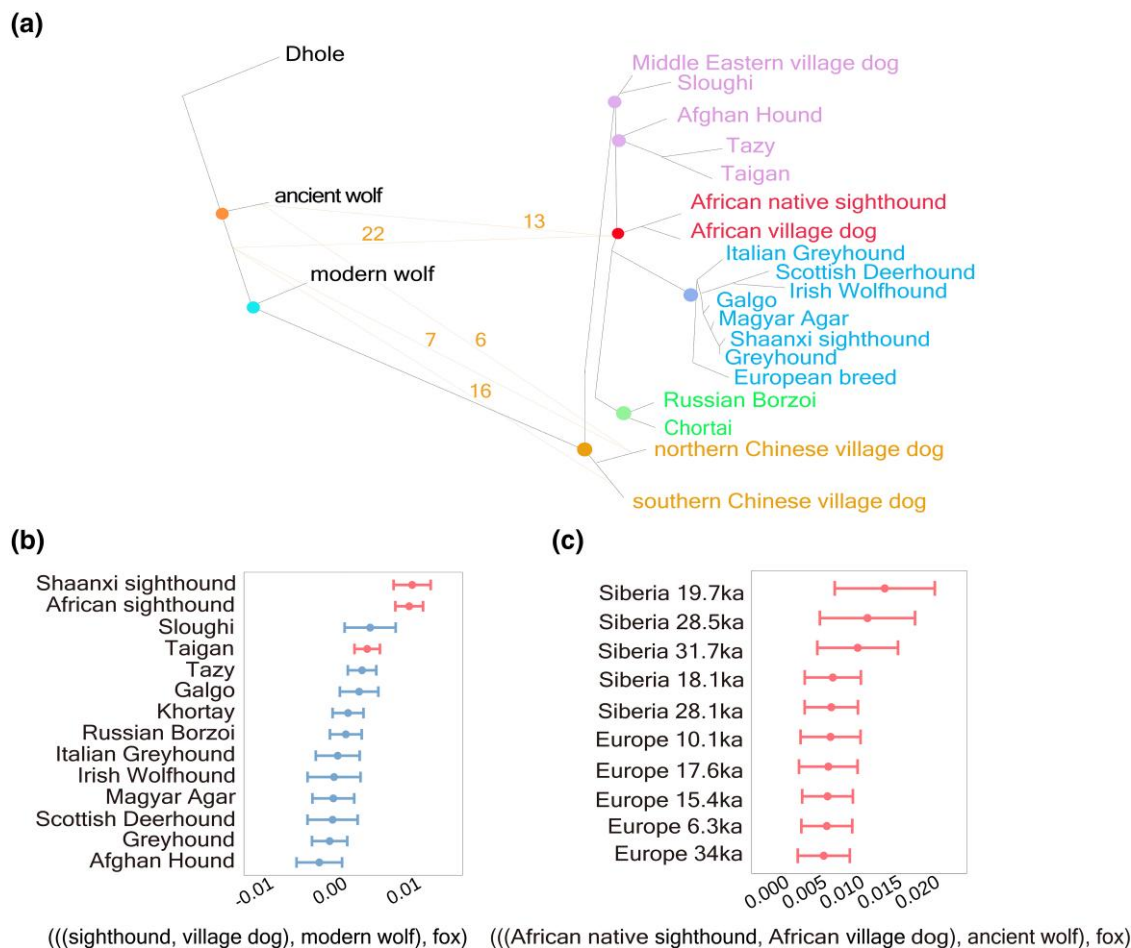 (a)
Dhole
ancient wolf
modern wolf
13
22
7
6
16
Middle Eastern village dog
Sloughi
Afghan Hound
Tazy
Taigan
African native sighthound
African village dog
Italian Greyhound
Scottish Deerhound
Irish Wolfhound
Galgo
Magyar Agar
Shaanxi sighthound
Greyhound
European breed
Russian Borzoi
Chortai
northern Chinese village dog
southern Chinese village dog
(b)
Shaanxi sighthound
African sighthound
Sloughi
Taigan
Tazy
Galgo
Khortay
Russian Borzoi
Italian Greyhound
Irish Wolfhound
Magyar Agar
Scottish Deerhound
Greyhound
Afghan Hound
-0.01 0.00 0.01
(((sighthound, village dog), modern wolf), fox)
(c)
Siberia 19.7ka
Siberia 28.5ka
Siberia 31.7ka
Siberia 18.1ka
Siberia 28.1ka
Europe 10.1ka
Europe 17.6ka
Europe 15.4ka
Europe 6.3ka
Europe 34ka
0.000 0.005 0.010 0.015 0.020
(((African native sighthound, African village dog), ancient wolf), fox)